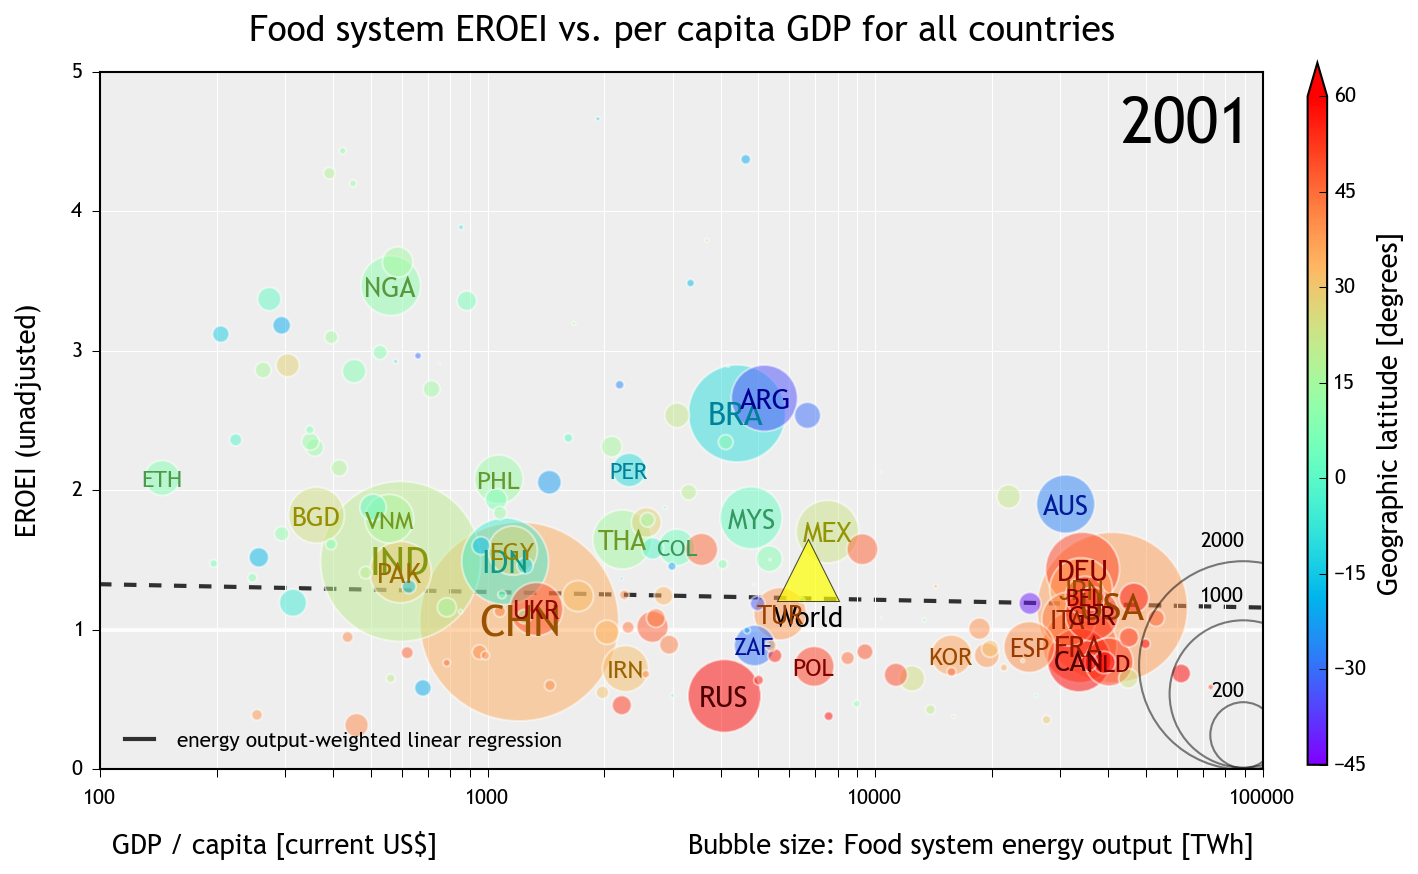 Food system EROEI vs. per capita GDP for all countries
2001
EROEI (unadjusted)
5
4
3
2
1
0
NGA
BRA
ARG
ETH
PHL
PER
BGD
VNM
IND
PAK
EGY
IDN
THA
COL
MYS
MEX
AUS
CHN
UKR
IRN
RUS
ZAF
POL
TUR
World
KOR
ESP
DEU
JPN
USA
BEL
GBR
ITA
FRA
CAN
NLD
2000
1000
200
energy output-weighted linear regression
100
1000
10000
100000
GDP / capita [current US$]
Bubble size: Food system energy output [TWh]
60
45
30
15
0
−15
−30
−45
Geographic latitude [degrees]